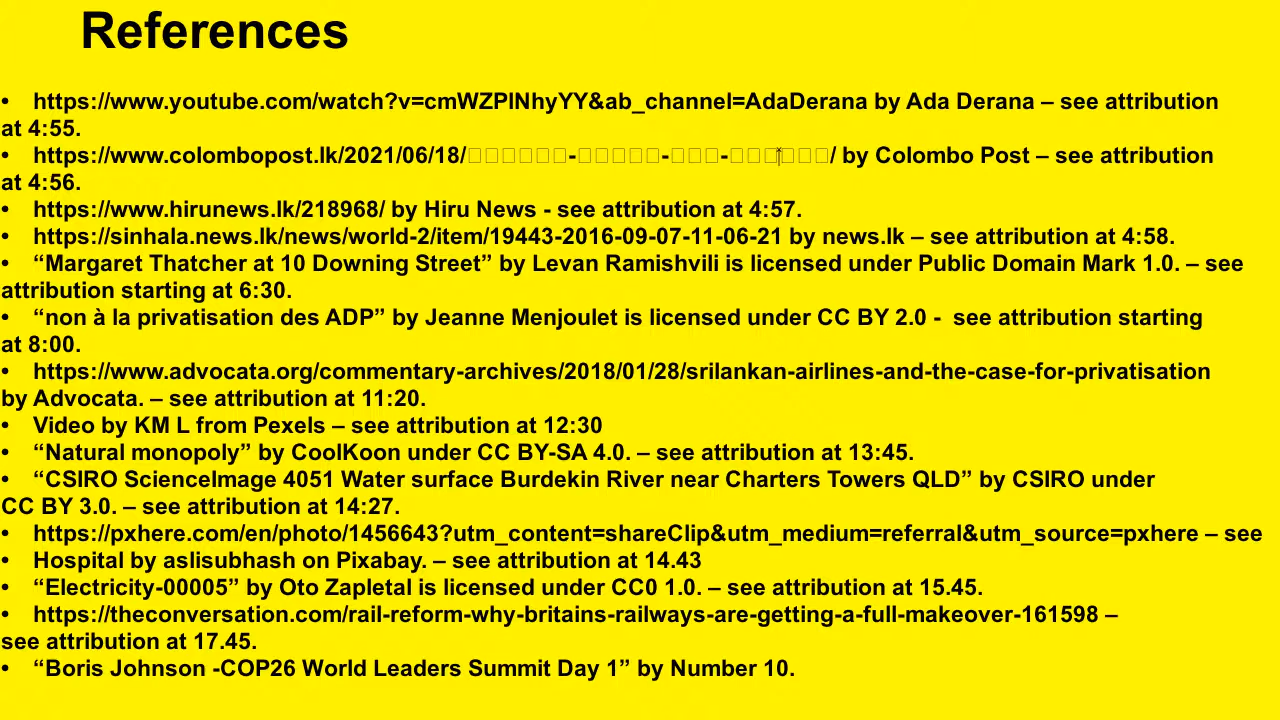 References
• https://www.youtube.com/watch?v=cmWZPlNhyYY&ab_channel=AdaDerana by Ada Derana – see attribution
at 4:55.
• https://www.colombopost.lk/2021/06/18/□□□□□□-□□□□□-□□□-□□□□□□/ by Colombo Post – see attribution
at 4:56.
• https://www.hirunews.lk/218968/ by Hiru News - see attribution at 4:57.
• https://sinhala.news.lk/news/world-2/item/19443-2016-09-07-11-06-21 by news.lk – see attribution at 4:58.
• “Margaret Thatcher at 10 Downing Street” by Levan Ramishvili is licensed under Public Domain Mark 1.0. – see
attribution starting at 6:30.
• “non à la privatisation des ADP” by Jeanne Menjoulet is licensed under CC BY 2.0 -  see attribution starting
at 8:00.
• https://www.advocata.org/commentary-archives/2018/01/28/srilankan-airlines-and-the-case-for-privatisation
by Advocata. – see attribution at 11:20.
• Video by KM L from Pexels – see attribution at 12:30
• “Natural monopoly” by CoolKoon under CC BY-SA 4.0. – see attribution at 13:45.
• “CSIRO ScienceImage 4051 Water surface Burdekin River near Charters Towers QLD” by CSIRO under
CC BY 3.0. – see attribution at 14:27.
• https://pxhere.com/en/photo/1456643?utm_content=shareClip&utm_medium=referral&utm_source=pxhere – see
• Hospital by aslisubhash on Pixabay. – see attribution at 14.43
• “Electricity-00005” by Oto Zapletal is licensed under CC0 1.0. – see attribution at 15.45.
• https://theconversation.com/rail-reform-why-britains-railways-are-getting-a-full-makeover-161598 –
see attribution at 17.45.
• “Boris Johnson -COP26 World Leaders Summit Day 1” by Number 10.